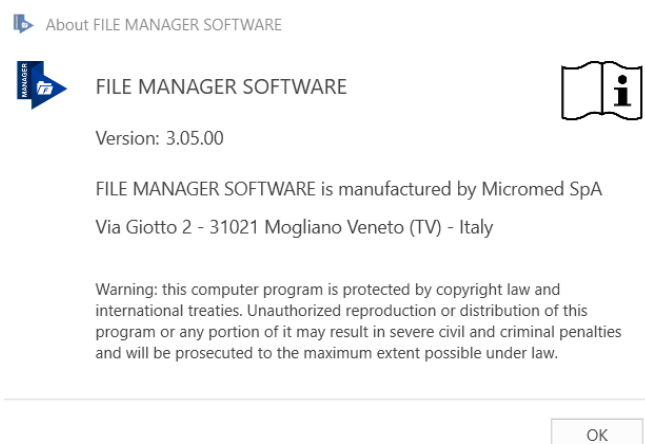 About FILE MANAGER SOFTWARE
MANAGER
FILE MANAGER SOFTWARE
i
Version: 3.05.00
FILE MANAGER SOFTWARE is manufactured by Micromed SpA
Via Giotto 2 - 31021 Mogliano Veneto (TV) - Italy
Warning: this computer program is protected by copyright law and
international treaties. Unauthorized reproduction or distribution of this
program or any portion of it may result in severe civil and criminal penalties
and will be prosecuted to the maximum extent possible under law.
OK